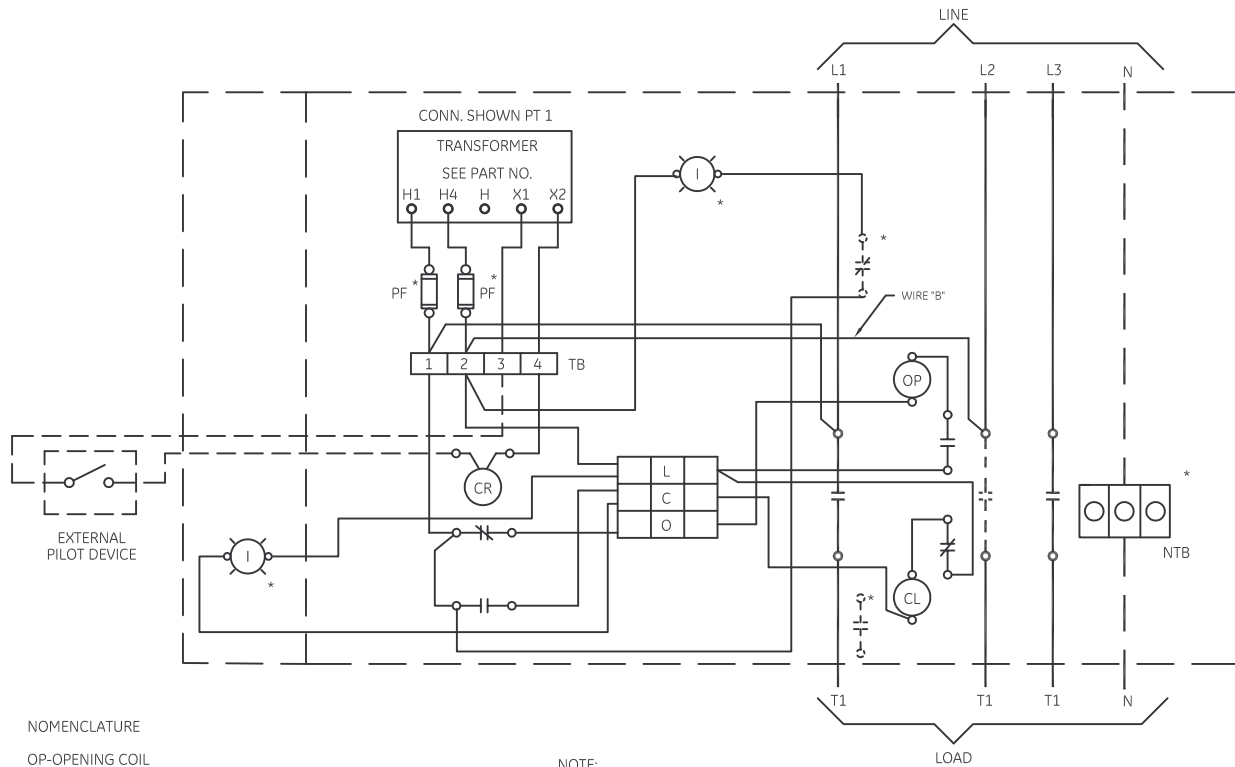 LINE
L1
L2
L3
N
CONN. SHOWN PT 1
TRANSFORMER
SEE PART NO.
H1 H4 H X1 X2
I
*
*
PF *
* PF
WIRE "B"
1 2 3 4 TB
OP
L
C
O
CR
*
EXTERNAL
PILOT DEVICE
I
*
NTB
CL
*
T1
T1
T1
N
LOAD
NOMENCLATURE
OP-OPENING COIL
NOTE: